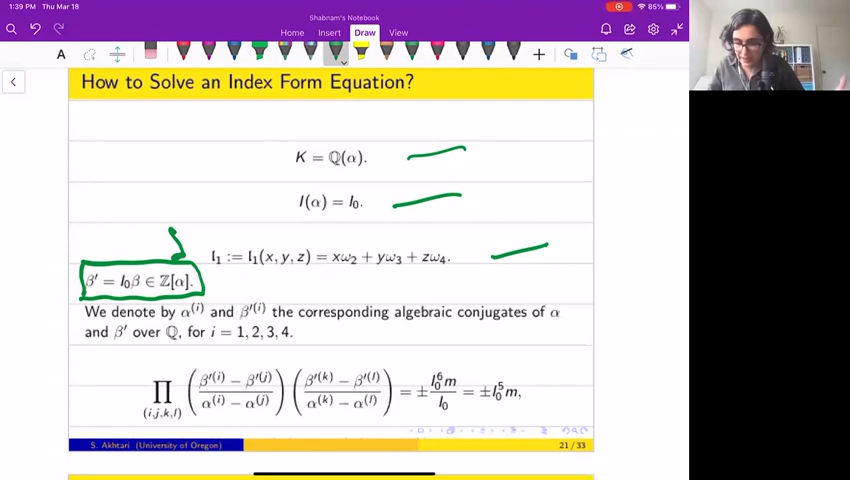 1:39 PM Thu Mar 18
85%
Shabnam's Notebook
Home Insert Draw View
A
How to Solve an Index Form Equation?
K = ℚ(α).
I(α) = I₀.
l₁ := l₁(x, y, z) = xω₂ + yω₃ + zω₄.
β′ = I₀β ∈ ℤ[α].
We denote by α⁽ⁱ⁾ and β′⁽ⁱ⁾ the corresponding algebraic conjugates of α
and β′ over ℚ, for i = 1, 2, 3, 4.
∏_(i,j,k,l) ((β′⁽ⁱ⁾ − β′⁽ʲ⁾)/(α⁽ⁱ⁾ − α⁽ʲ⁾)) ((β′⁽ᵏ⁾ − β′⁽ˡ⁾)/(α⁽ᵏ⁾ − α⁽ˡ⁾)) = ± I₀⁶m/I₀ = ±I₀⁵m,
S. Akhtari (University of Oregon) 21 / 33